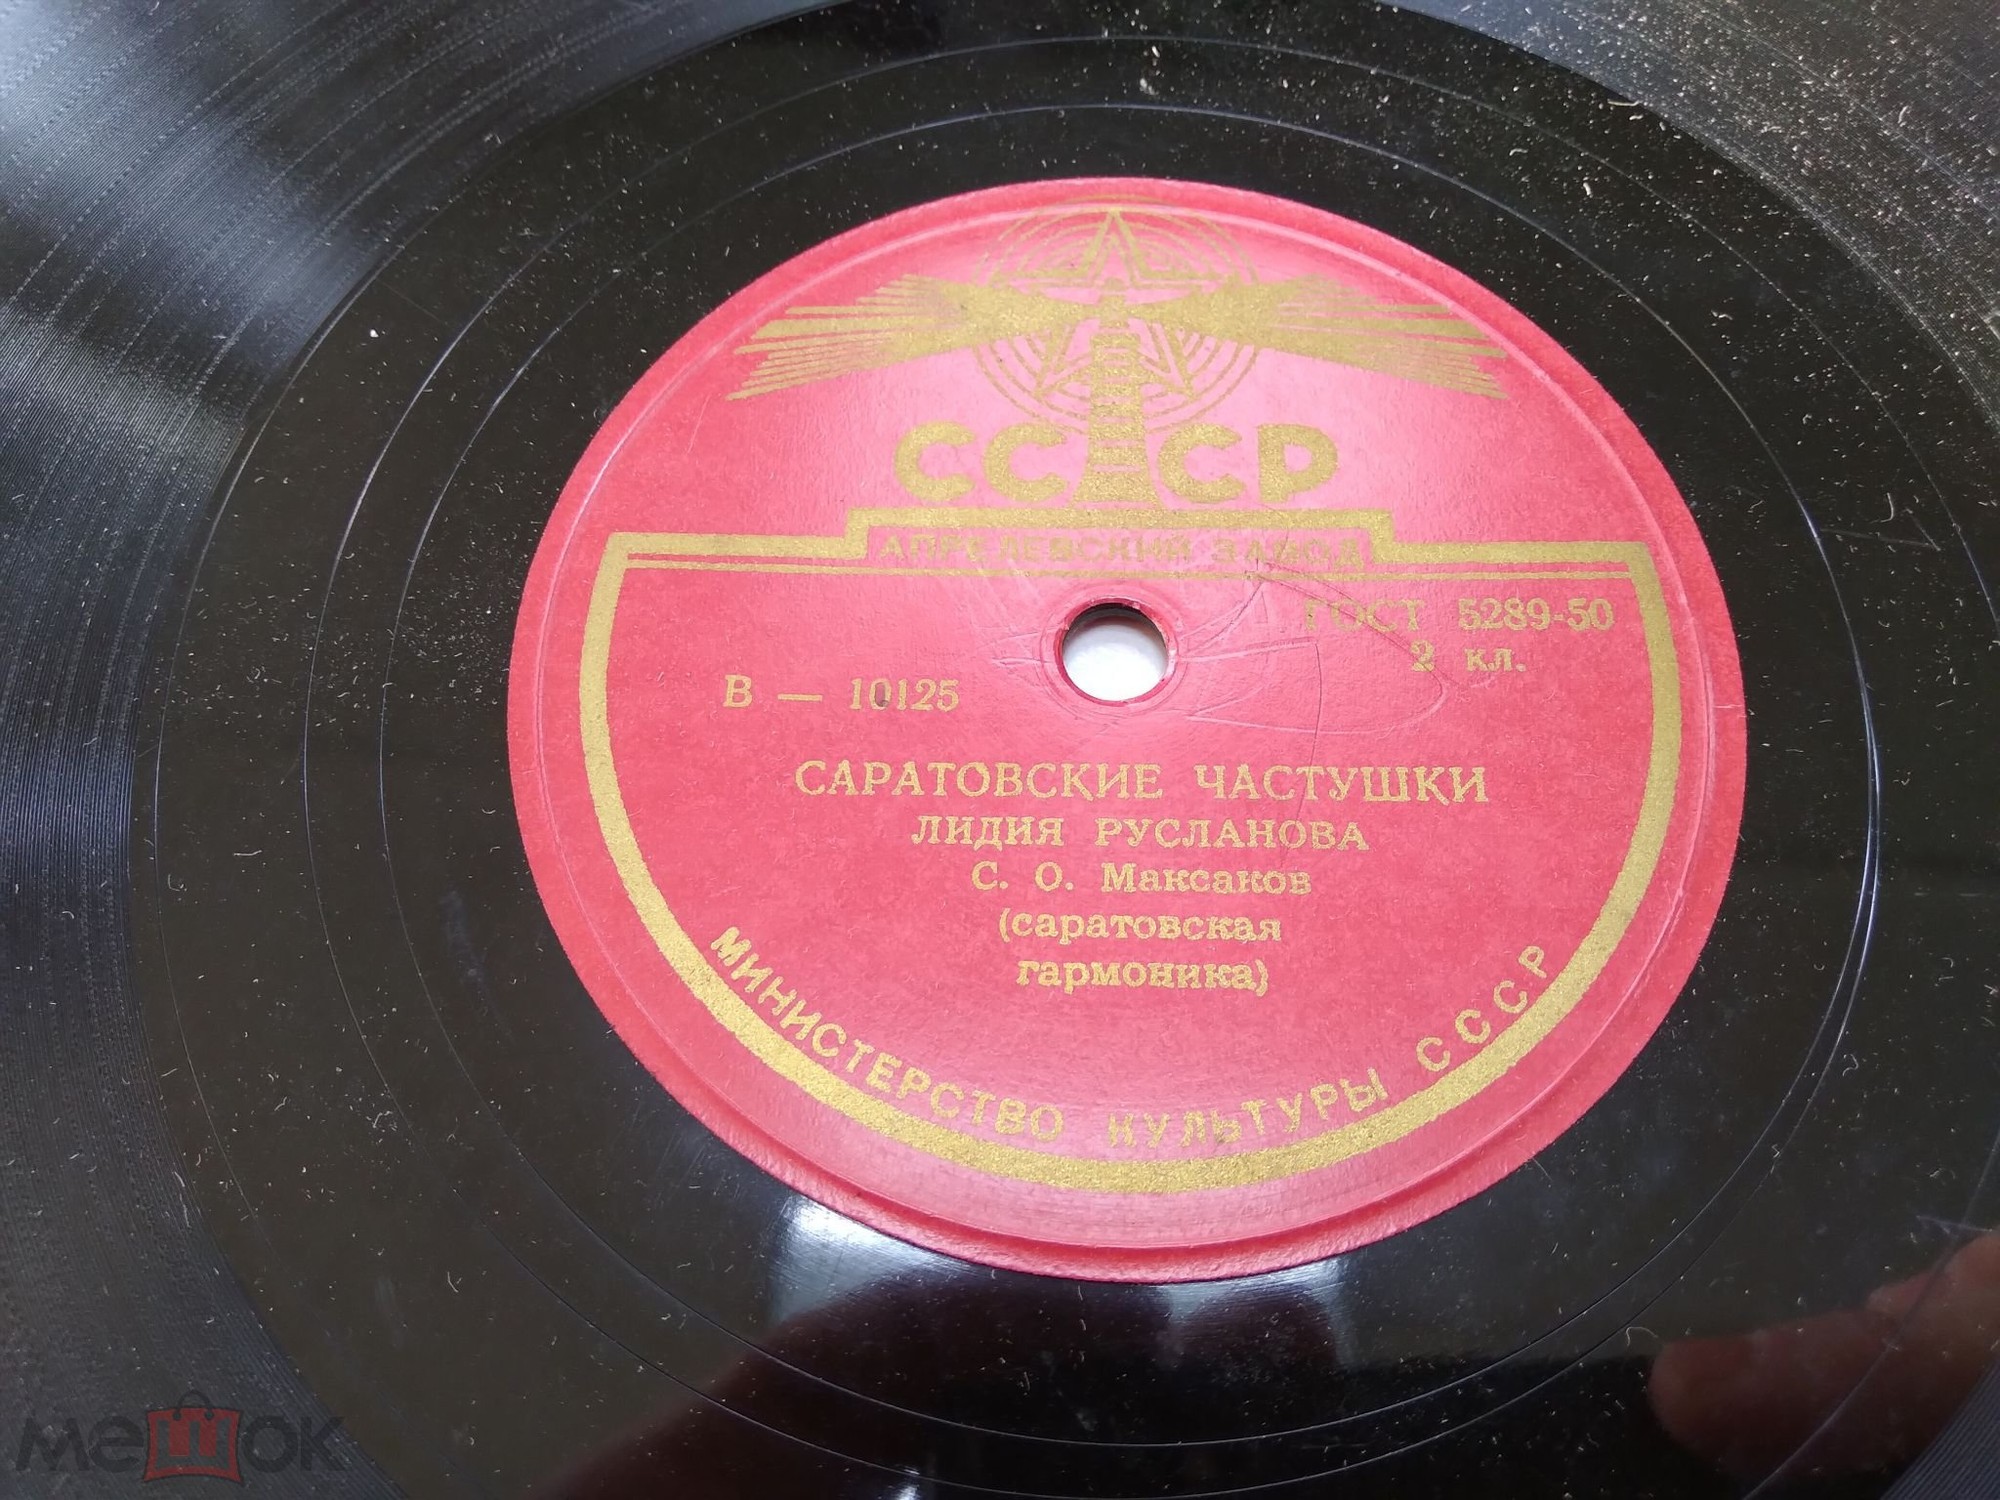 СССР
АПРЕЛЕВСКИЙ ЗАВОД
ГОСТ 5289-50
2 кл.
В — 10125
САРАТОВСКИЕ ЧАСТУШКИ
ЛИДИЯ РУСЛАНОВА
С. О. Максаков
(саратовская
гармоника)
МИНИСТЕРСТВО КУЛЬТУРЫ СССР
мешок